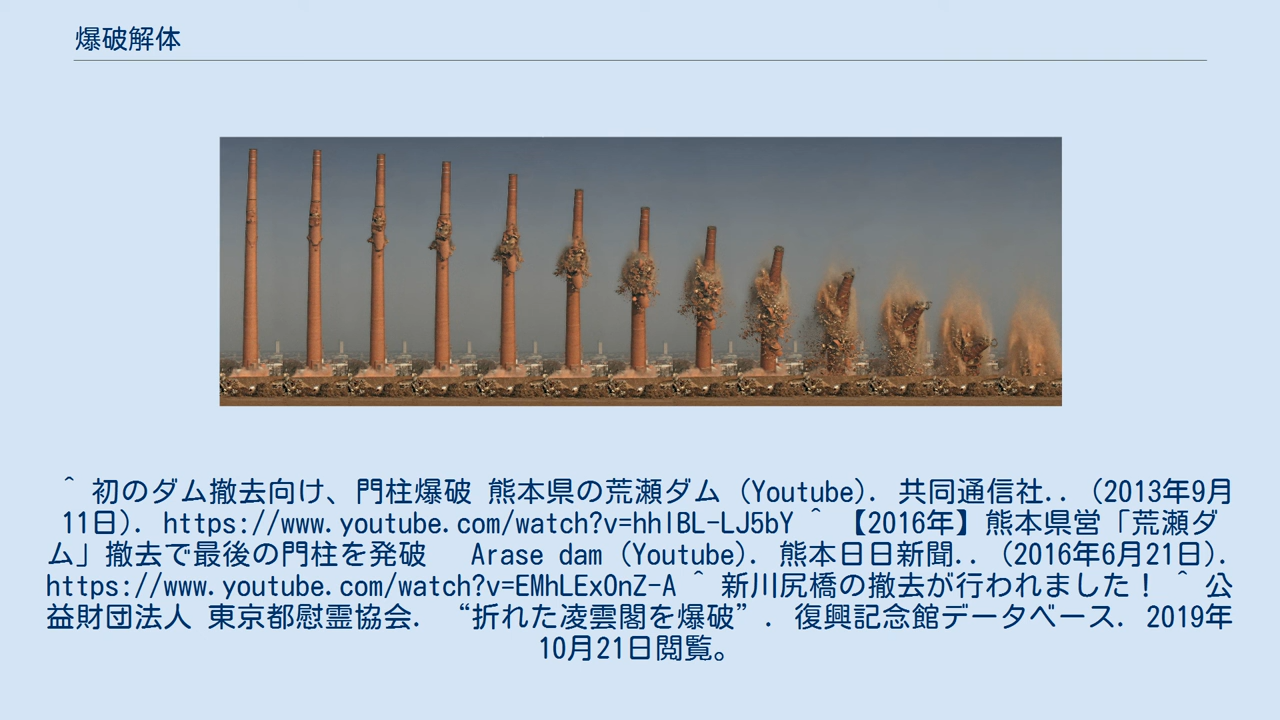 爆破解体
^ 初のダム撤去向け、門柱爆破 熊本県の荒瀬ダム (Youtube). 共同通信社.. (2013年9月
11日). https://www.youtube.com/watch?v=hhlBL-LJ5bY ^ 【2016年】熊本県営「荒瀬ダ
ム」撤去で最後の門柱を発破　 Arase dam (Youtube). 熊本日日新聞.. (2016年6月21日).
https://www.youtube.com/watch?v=EMhLExOnZ-A ^ 新川尻橋の撤去が行われました！ ^ 公
益財団法人 東京都慰霊協会. “折れた凌雲閣を爆破”. 復興記念館データベース. 2019年
10月21日閲覧。